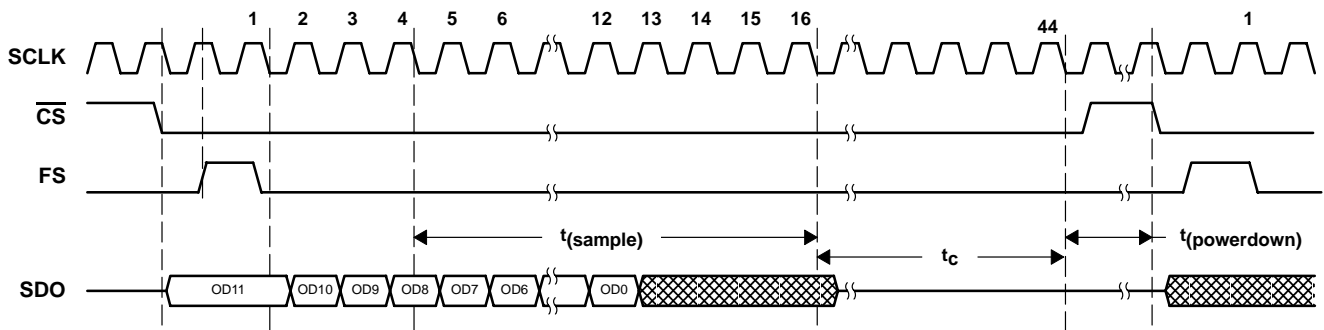 1 2 3 4 5 6 12 13 14 15 16 44 1
SCLK
CS
FS
t(sample)
t(powerdown)
tC
SDO OD11 OD10 OD9 OD8 OD7 OD6 OD0